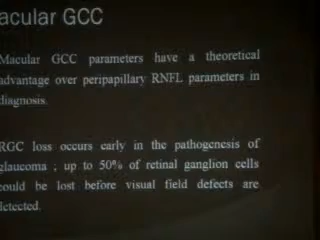 acular GCC
Macular GCC parameters have a theoretical
advantage over peripapillary RNFL parameters in
diagnosis.
RGC loss occurs early in the pathogenesis of
glaucoma ; up to 50% of retinal ganglion cells
could be lost before visual field defects are
detected.